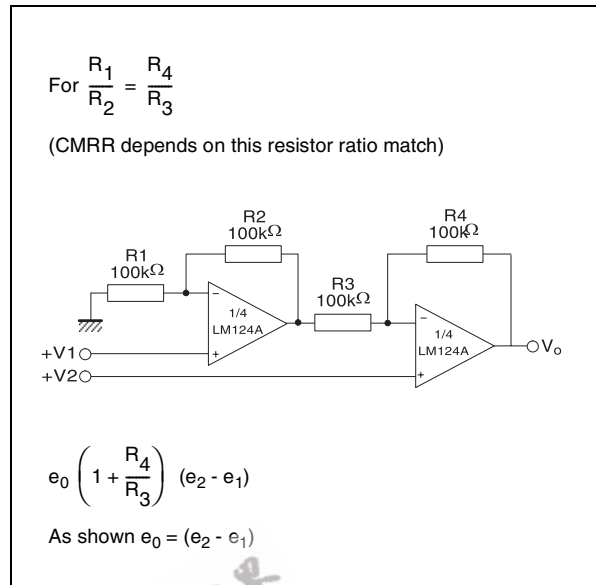 For R1/R2 = R4/R3
(CMRR depends on this resistor ratio match)
R2
100kΩ
R4
100kΩ
R1
100kΩ
R3
100kΩ
1/4
LM124A
1/4
LM124A
+V1
+V2
Vo
e0 (1 + R4/R3) (e2 - e1)
As shown e0 = (e2 - e1)